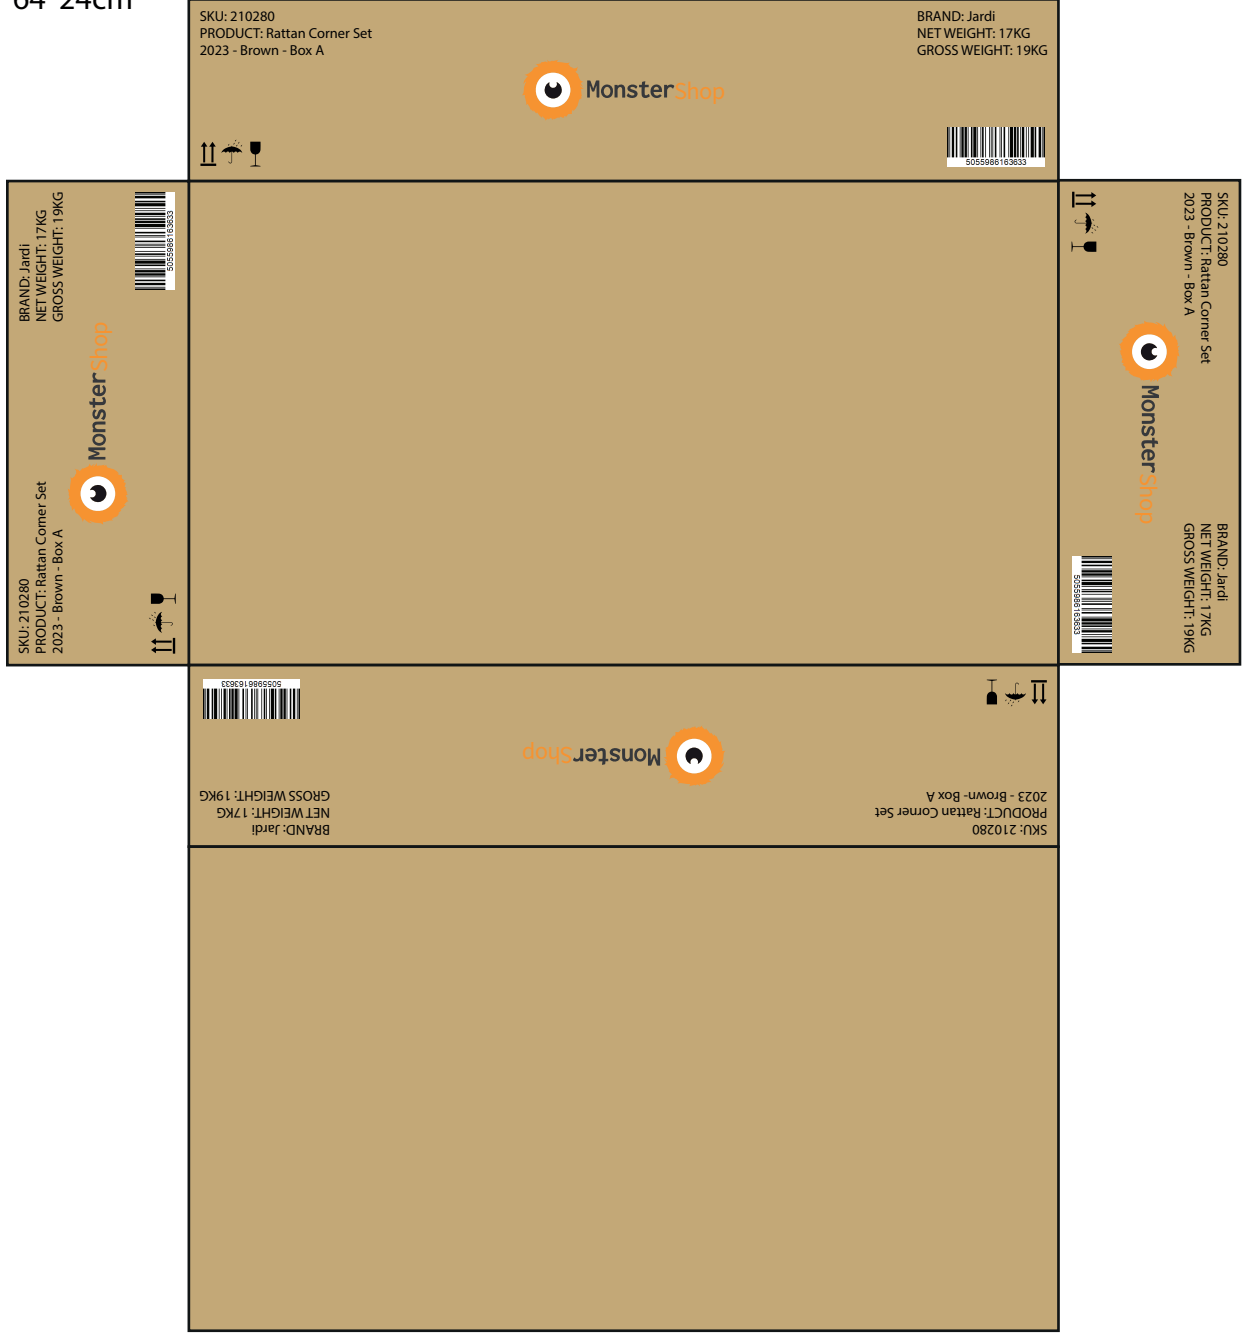 64*24cm
SKU: 210280
PRODUCT: Rattan Corner Set
2023 - Brown - Box A
BRAND: Jardi
NET WEIGHT: 17KG
GROSS WEIGHT: 19KG
MonsterShop
5055986163633
BRAND: Jardi
NET WEIGHT: 17KG
GROSS WEIGHT: 19KG
5055986163633
MonsterShop
SKU: 210280
PRODUCT: Rattan Corner Set
2023 - Brown - Box A
SKU: 210280
PRODUCT: Rattan Corner Set
2023 - Brown - Box A
MonsterShop
BRAND: Jardi
NET WEIGHT: 17KG
GROSS WEIGHT: 19KG
5055986163633
SKU: 210280
PRODUCT: Rattan Corner Set
2023 - Brown- Box A
BRAND: Jardi
NET WEIGHT: 17KG
GROSS WEIGHT: 19KG
MonsterShop
5055986163633